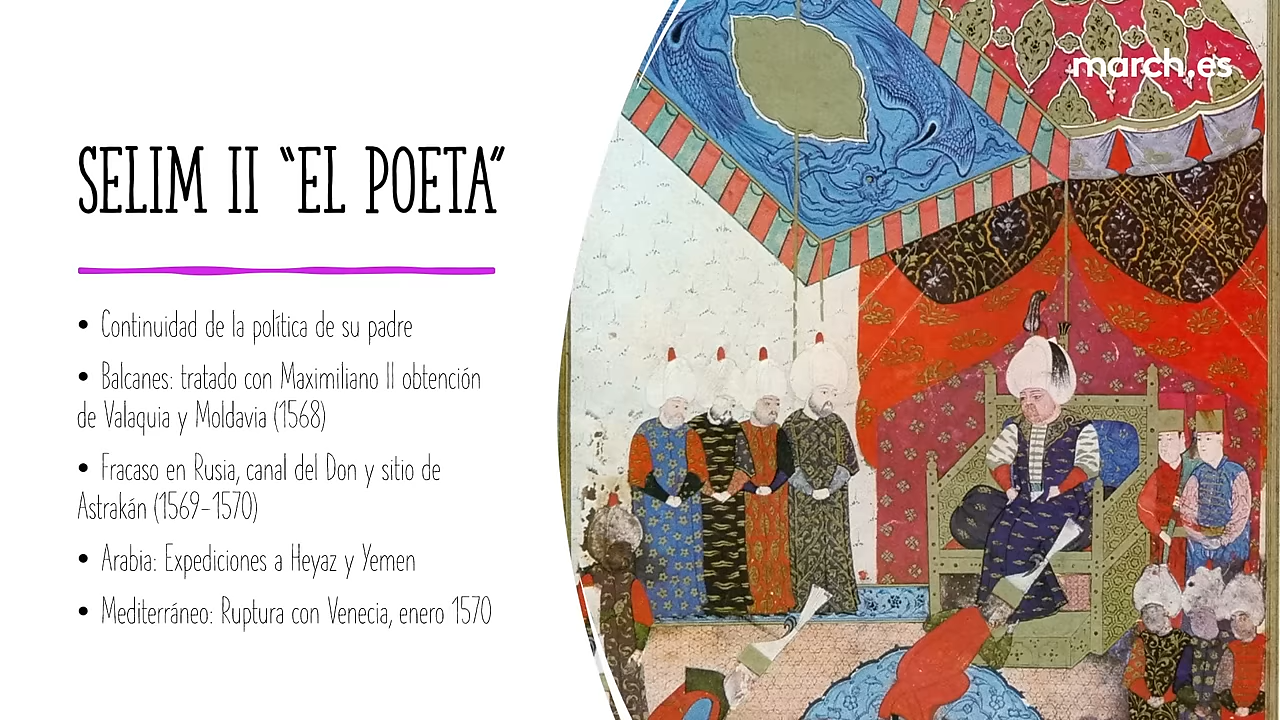 march.es
SELIM II "EL POETA"
• Continuidad de la política de su padre
• Balcanes: tratado con Maximiliano II obtención
de Valaquia y Moldavia (1568)
• Fracaso en Rusia, canal del Don y sitio de
Astrakán (1569-1570)
• Arabia: Expediciones a Heyaz y Yemen
• Mediterráneo: Ruptura con Venecia, enero 1570